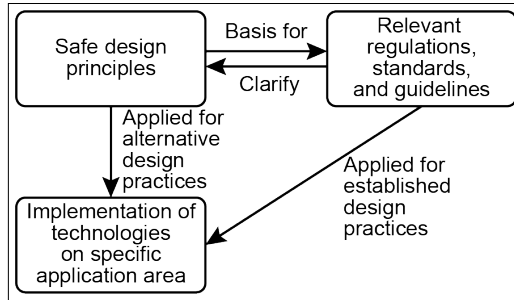 Safe design
principles
Basis for
Clarify
Relevant
regulations,
standards,
and guidelines
Applied for
alternative
design
practices
Applied for
established
design
practices
Implementation of
technologies
on specific
application area